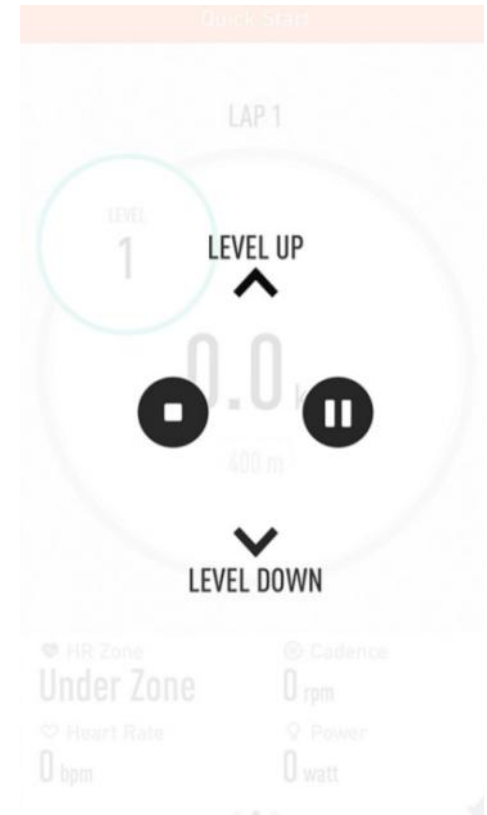 Quick Start
LAP 1
LEVEL
1
LEVEL UP
0.0 k
400 m
LEVEL DOWN
HR Zone
Under Zone
Cadence
0 rpm
Heart Rate
0 bpm
Power
0 watt